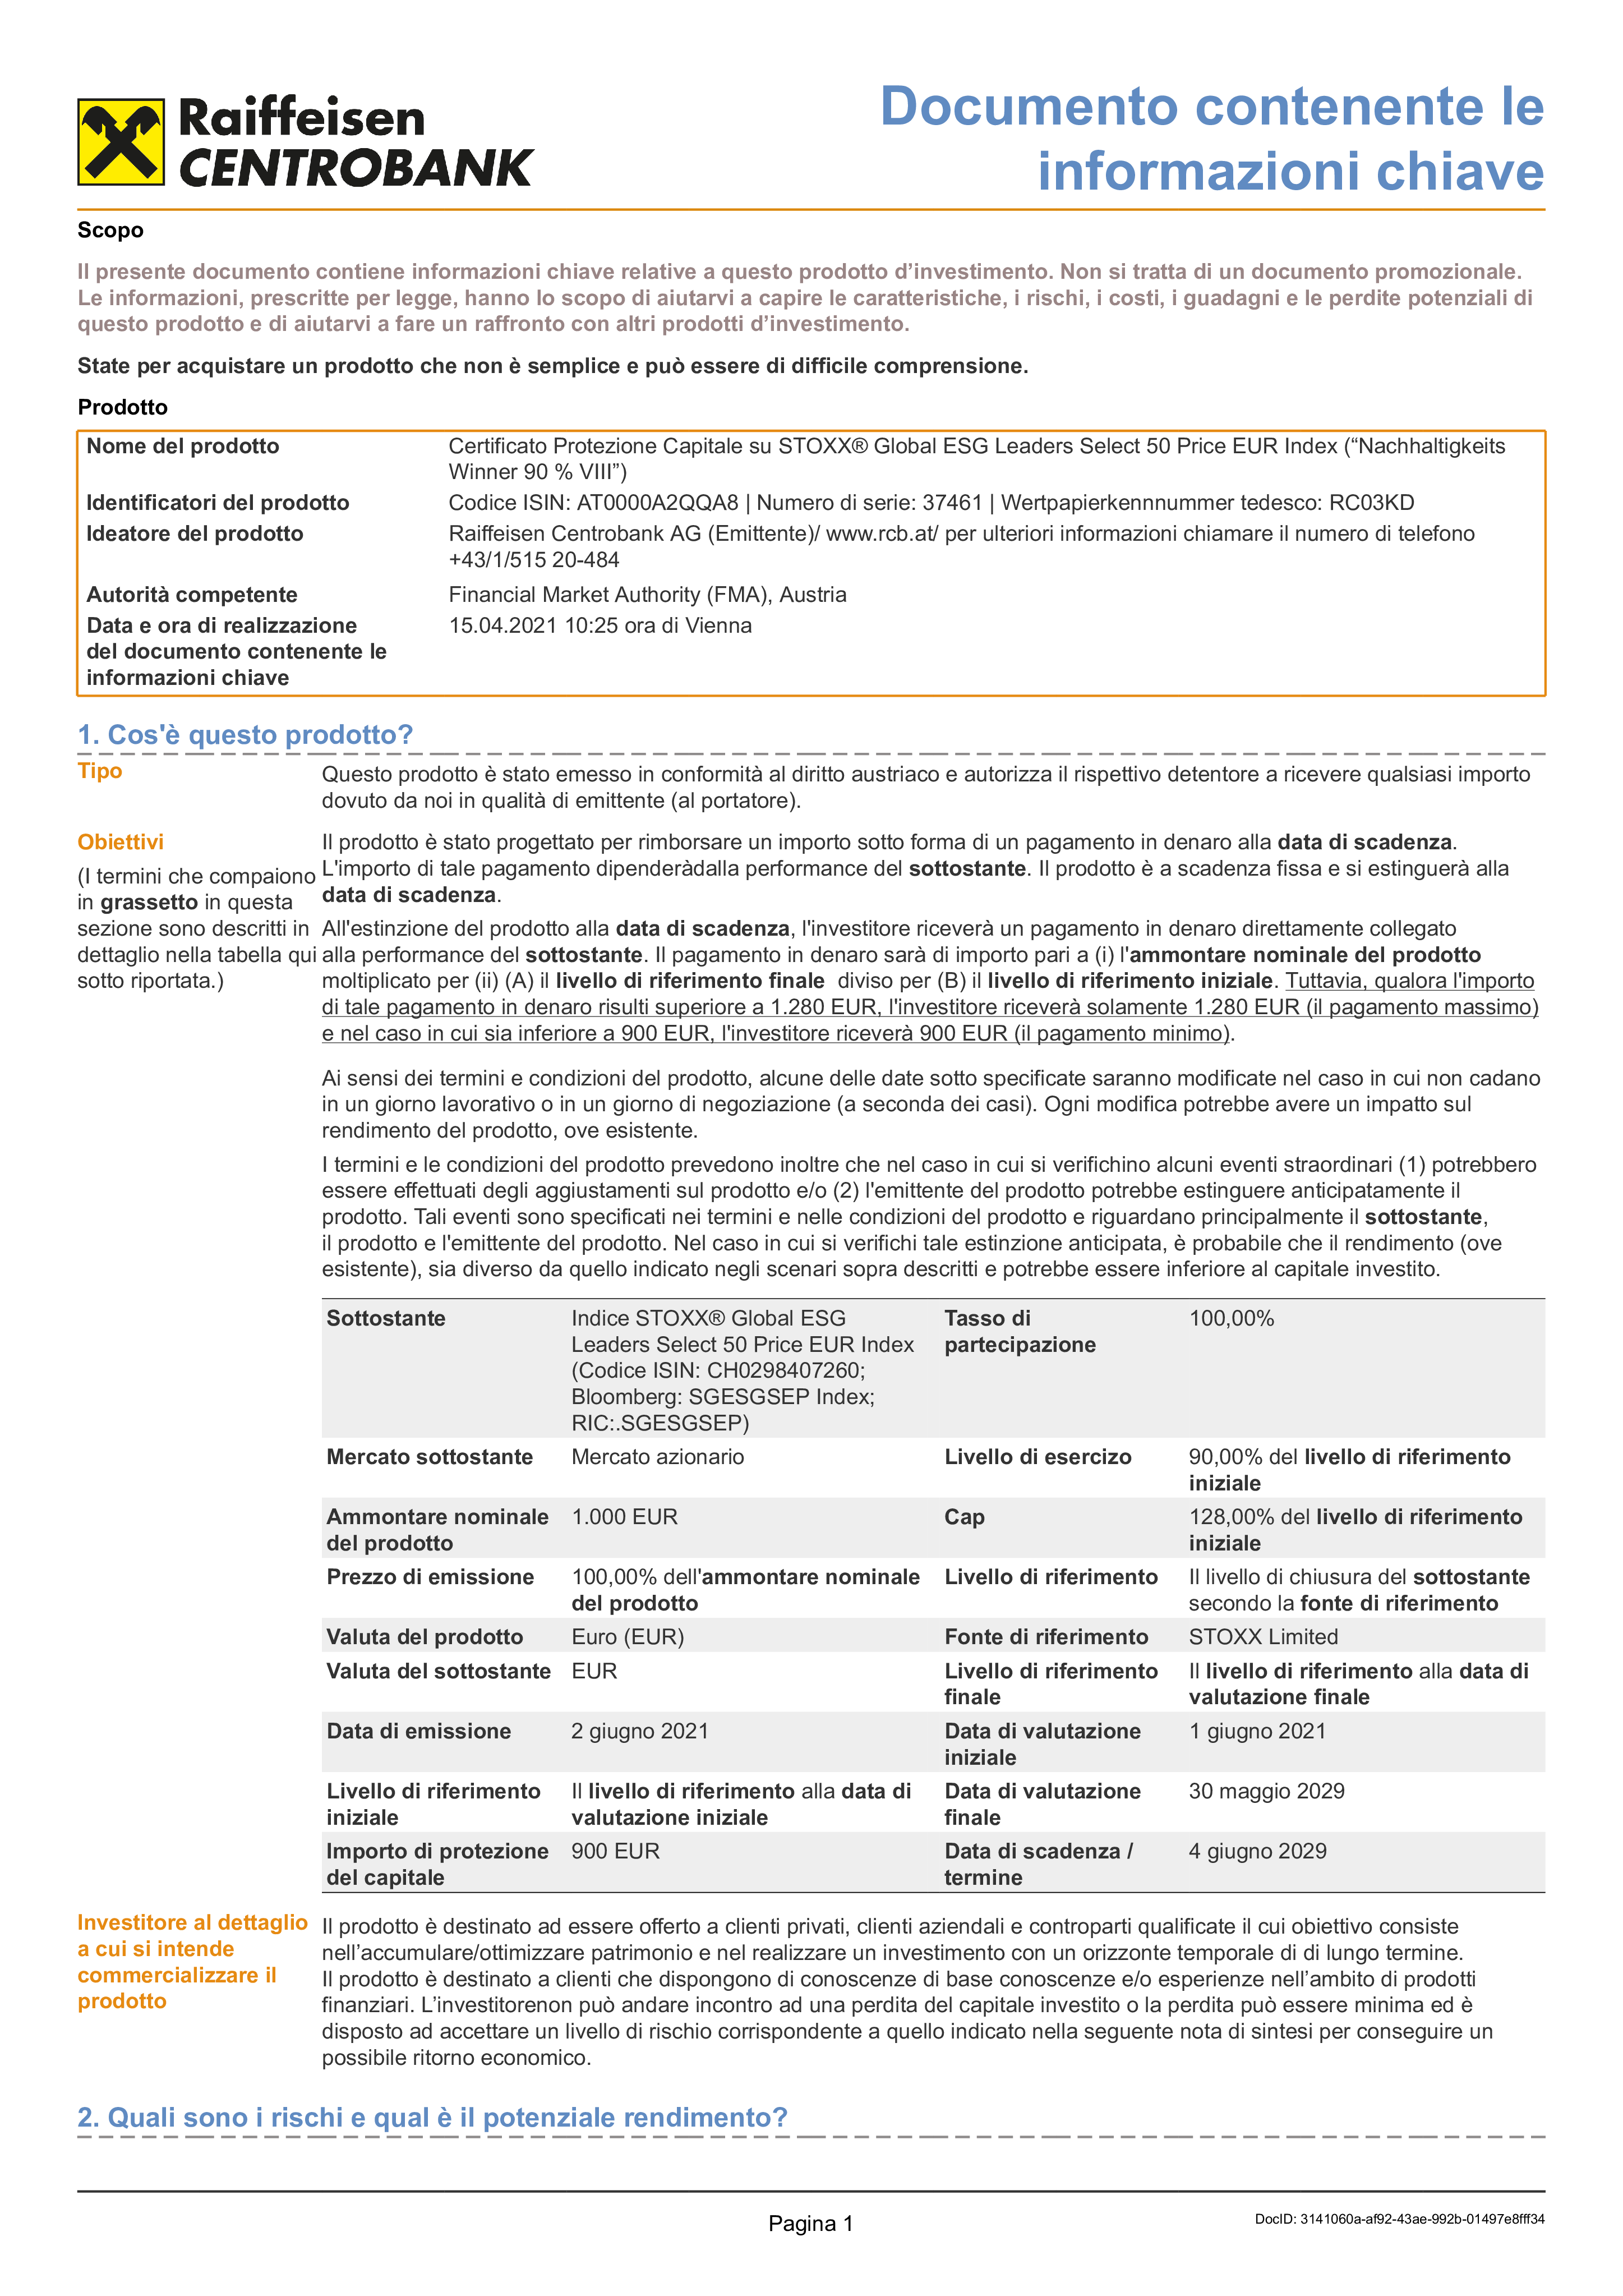 Raiffeisen
CENTROBANK
Documento contenente le
informazioni chiave
Scopo
Il presente documento contiene informazioni chiave relative a questo prodotto d’investimento. Non si tratta di un documento promozionale.
Le informazioni, prescritte per legge, hanno lo scopo di aiutarvi a capire le caratteristiche, i rischi, i costi, i guadagni e le perdite potenziali di
questo prodotto e di aiutarvi a fare un raffronto con altri prodotti d’investimento.
State per acquistare un prodotto che non è semplice e può essere di difficile comprensione.
Prodotto
Nome del prodotto
Certificato Protezione Capitale su STOXX® Global ESG Leaders Select 50 Price EUR Index (“Nachhaltigkeits
Winner 90 % VIII”)
Identificatori del prodotto
Codice ISIN: AT0000A2QQA8 | Numero di serie: 37461 | Wertpapierkennnummer tedesco: RC03KD
Ideatore del prodotto
Raiffeisen Centrobank AG (Emittente)/ www.rcb.at/ per ulteriori informazioni chiamare il numero di telefono
+43/1/515 20-484
Autorità competente
Financial Market Authority (FMA), Austria
Data e ora di realizzazione
del documento contenente le
informazioni chiave
15.04.2021 10:25 ora di Vienna
1. Cos'è questo prodotto?
Tipo
Questo prodotto è stato emesso in conformità al diritto austriaco e autorizza il rispettivo detentore a ricevere qualsiasi importo
dovuto da noi in qualità di emittente (al portatore).
Obiettivi
(I termini che compaiono
in grassetto in questa
sezione sono descritti in
dettaglio nella tabella qui
sotto riportata.)
Il prodotto è stato progettato per rimborsare un importo sotto forma di un pagamento in denaro alla data di scadenza.
L'importo di tale pagamento dipenderàdalla performance del sottostante. Il prodotto è a scadenza fissa e si estinguerà alla
data di scadenza.
All'estinzione del prodotto alla data di scadenza, l'investitore riceverà un pagamento in denaro direttamente collegato
alla performance del sottostante. Il pagamento in denaro sarà di importo pari a (i) l'ammontare nominale del prodotto
moltiplicato per (ii) (A) il livello di riferimento finale diviso per (B) il livello di riferimento iniziale. Tuttavia, qualora l'importo
di tale pagamento in denaro risulti superiore a 1.280 EUR, l'investitore riceverà solamente 1.280 EUR (il pagamento massimo)
e nel caso in cui sia inferiore a 900 EUR, l'investitore riceverà 900 EUR (il pagamento minimo).
Ai sensi dei termini e condizioni del prodotto, alcune delle date sotto specificate saranno modificate nel caso in cui non cadano
in un giorno lavorativo o in un giorno di negoziazione (a seconda dei casi). Ogni modifica potrebbe avere un impatto sul
rendimento del prodotto, ove esistente.
I termini e le condizioni del prodotto prevedono inoltre che nel caso in cui si verifichino alcuni eventi straordinari (1) potrebbero
essere effettuati degli aggiustamenti sul prodotto e/o (2) l'emittente del prodotto potrebbe estinguere anticipatamente il
prodotto. Tali eventi sono specificati nei termini e nelle condizioni del prodotto e riguardano principalmente il sottostante,
il prodotto e l'emittente del prodotto. Nel caso in cui si verifichi tale estinzione anticipata, è probabile che il rendimento (ove
esistente), sia diverso da quello indicato negli scenari sopra descritti e potrebbe essere inferiore al capitale investito.
Sottostante
Indice STOXX® Global ESG
Leaders Select 50 Price EUR Index
(Codice ISIN: CH0298407260;
Bloomberg: SGESGSEP Index;
RIC:.SGESGSEP)
Tasso di
partecipazione
100,00%
Mercato sottostante
Mercato azionario
Livello di esercizo
90,00% del livello di riferimento
iniziale
Ammontare nominale
del prodotto
1.000 EUR
Cap
128,00% del livello di riferimento
iniziale
Prezzo di emissione
100,00% dell'ammontare nominale
del prodotto
Livello di riferimento
Il livello di chiusura del sottostante
secondo la fonte di riferimento
Valuta del prodotto
Euro (EUR)
Fonte di riferimento
STOXX Limited
Valuta del sottostante
EUR
Livello di riferimento
finale
Il livello di riferimento alla data di
valutazione finale
Data di emissione
2 giugno 2021
Data di valutazione
iniziale
1 giugno 2021
Livello di riferimento
iniziale
Il livello di riferimento alla data di
valutazione iniziale
Data di valutazione
finale
30 maggio 2029
Importo di protezione
del capitale
900 EUR
Data di scadenza /
termine
4 giugno 2029
Investitore al dettaglio
a cui si intende
commercializzare il
prodotto
Il prodotto è destinato ad essere offerto a clienti privati, clienti aziendali e controparti qualificate il cui obiettivo consiste
nell’accumulare/ottimizzare patrimonio e nel realizzare un investimento con un orizzonte temporale di di lungo termine.
Il prodotto è destinato a clienti che dispongono di conoscenze di base conoscenze e/o esperienze nell’ambito di prodotti
finanziari. L’investitorenon può andare incontro ad una perdita del capitale investito o la perdita può essere minima ed è
disposto ad accettare un livello di rischio corrispondente a quello indicato nella seguente nota di sintesi per conseguire un
possibile ritorno economico.
2. Quali sono i rischi e qual è il potenziale rendimento?
Pagina 1
DocID: 3141060a-af92-43ae-992b-01497e8fff34